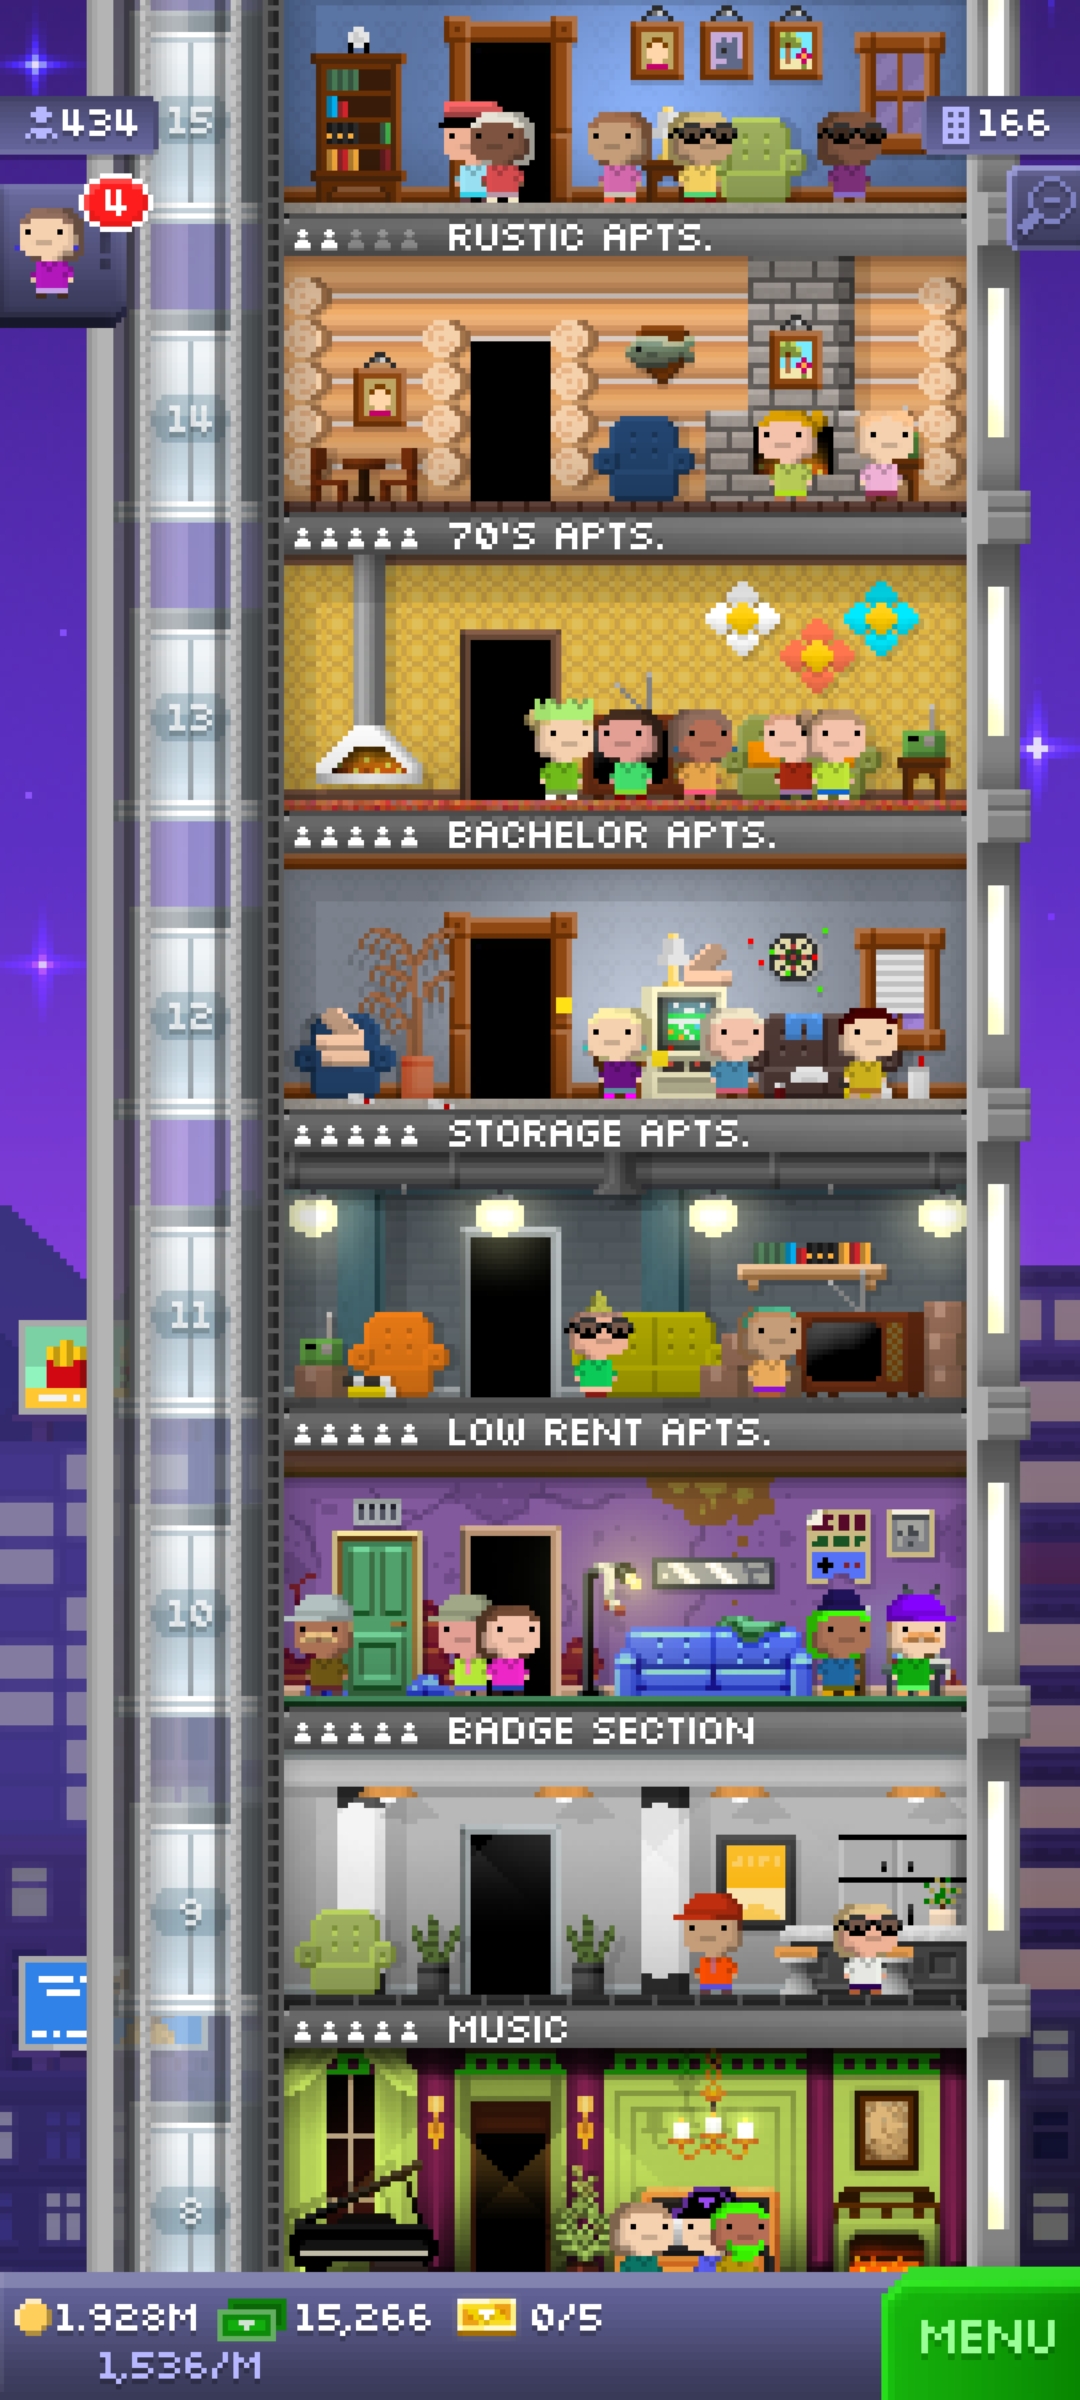 15
434
166
4
RUSTIC APTS.
14
70'S APTS.
13
BACHELOR APTS.
12
STORAGE APTS.
11
LOW RENT APTS.
10
BADGE SECTION
9
MUSIC
8
1.928M 15,266 0/5
1,536/M
MENU